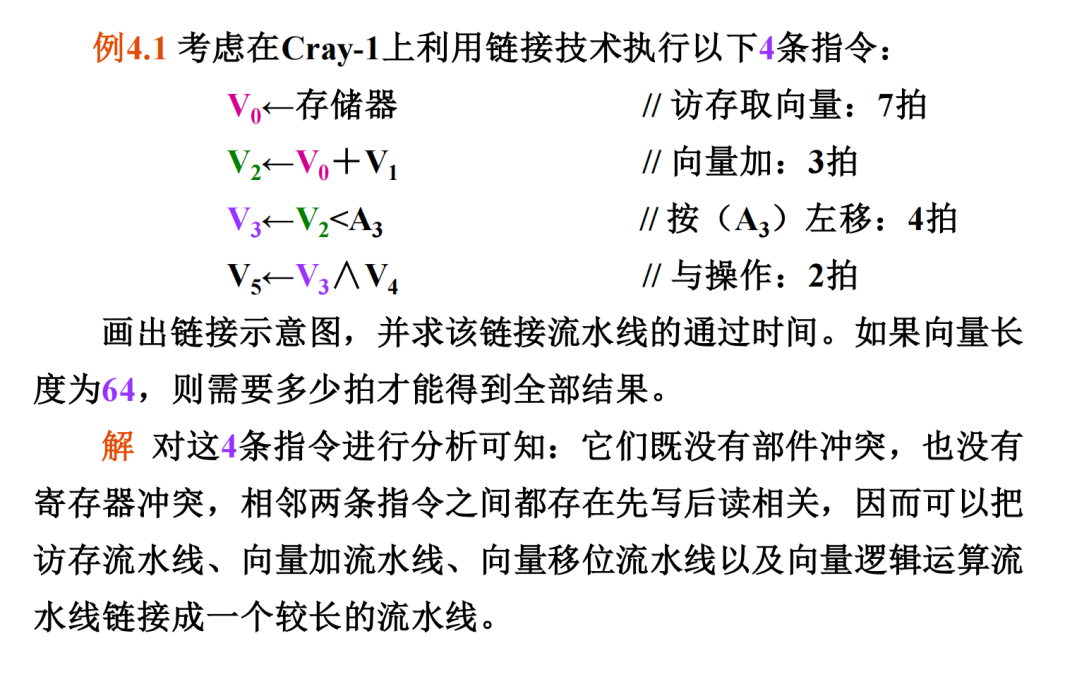 例4.1 考虑在Cray-1上利用链接技术执行以下4条指令：
V₀←存储器 // 访存取向量：7拍
V₂←V₀＋V₁ // 向量加：3拍
V₃←V₂<A₃ // 按（A₃）左移：4拍
V₅←V₃∧V₄ // 与操作：2拍
画出链接示意图，并求该链接流水线的通过时间。如果向量长
度为64，则需要多少拍才能得到全部结果。
解 对这4条指令进行分析可知：它们既没有部件冲突，也没有
寄存器冲突，相邻两条指令之间都存在先写后读相关，因而可以把
访存流水线、向量加流水线、向量移位流水线以及向量逻辑运算流
水线链接成一个较长的流水线。